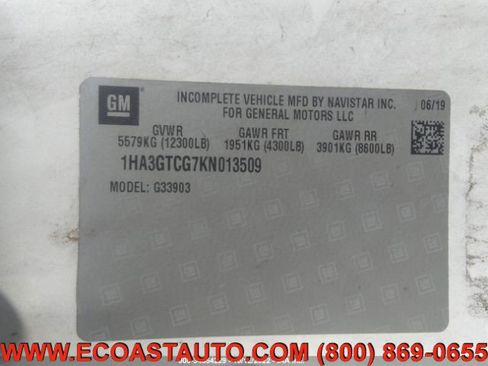 GM
INCOMPLETE VEHICLE MFD BY NAVISTAR INC.
FOR GENERAL MOTORS LLC
06/19
GVWR GAWR FRT GAWR RR
5579KG (12300LB) 1951KG (4300LB) 3901KG (8600LB)
1HA3GTCG7KN013509
MODEL: G33903
WWW.ECOASTAUTO.COM (800) 869-0655